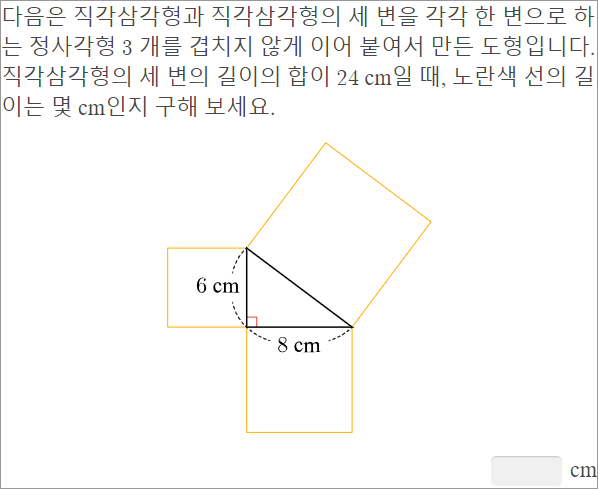 다음은 직각삼각형과 직각삼각형의 세 변을 각각 한 변으로 하
는 정사각형 3 개를 겹치지 않게 이어 붙여서 만든 도형입니다.
직각삼각형의 세 변의 길이의 합이 24 cm일 때, 노란색 선의 길
이는 몇 cm인지 구해 보세요.
6 cm
8 cm
cm